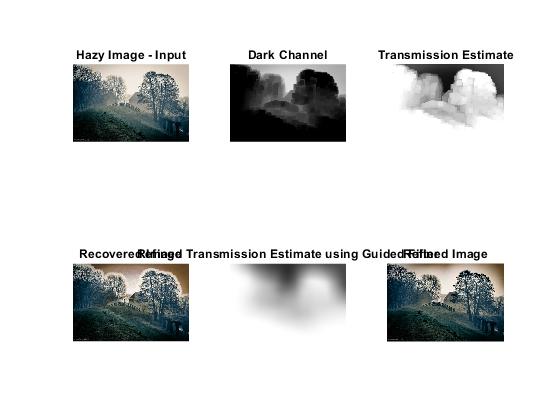 Hazy Image - Input
Dark Channel
Transmission Estimate
Recovered Image
Refined Transmission Estimate using Guided Filter
Refined Image